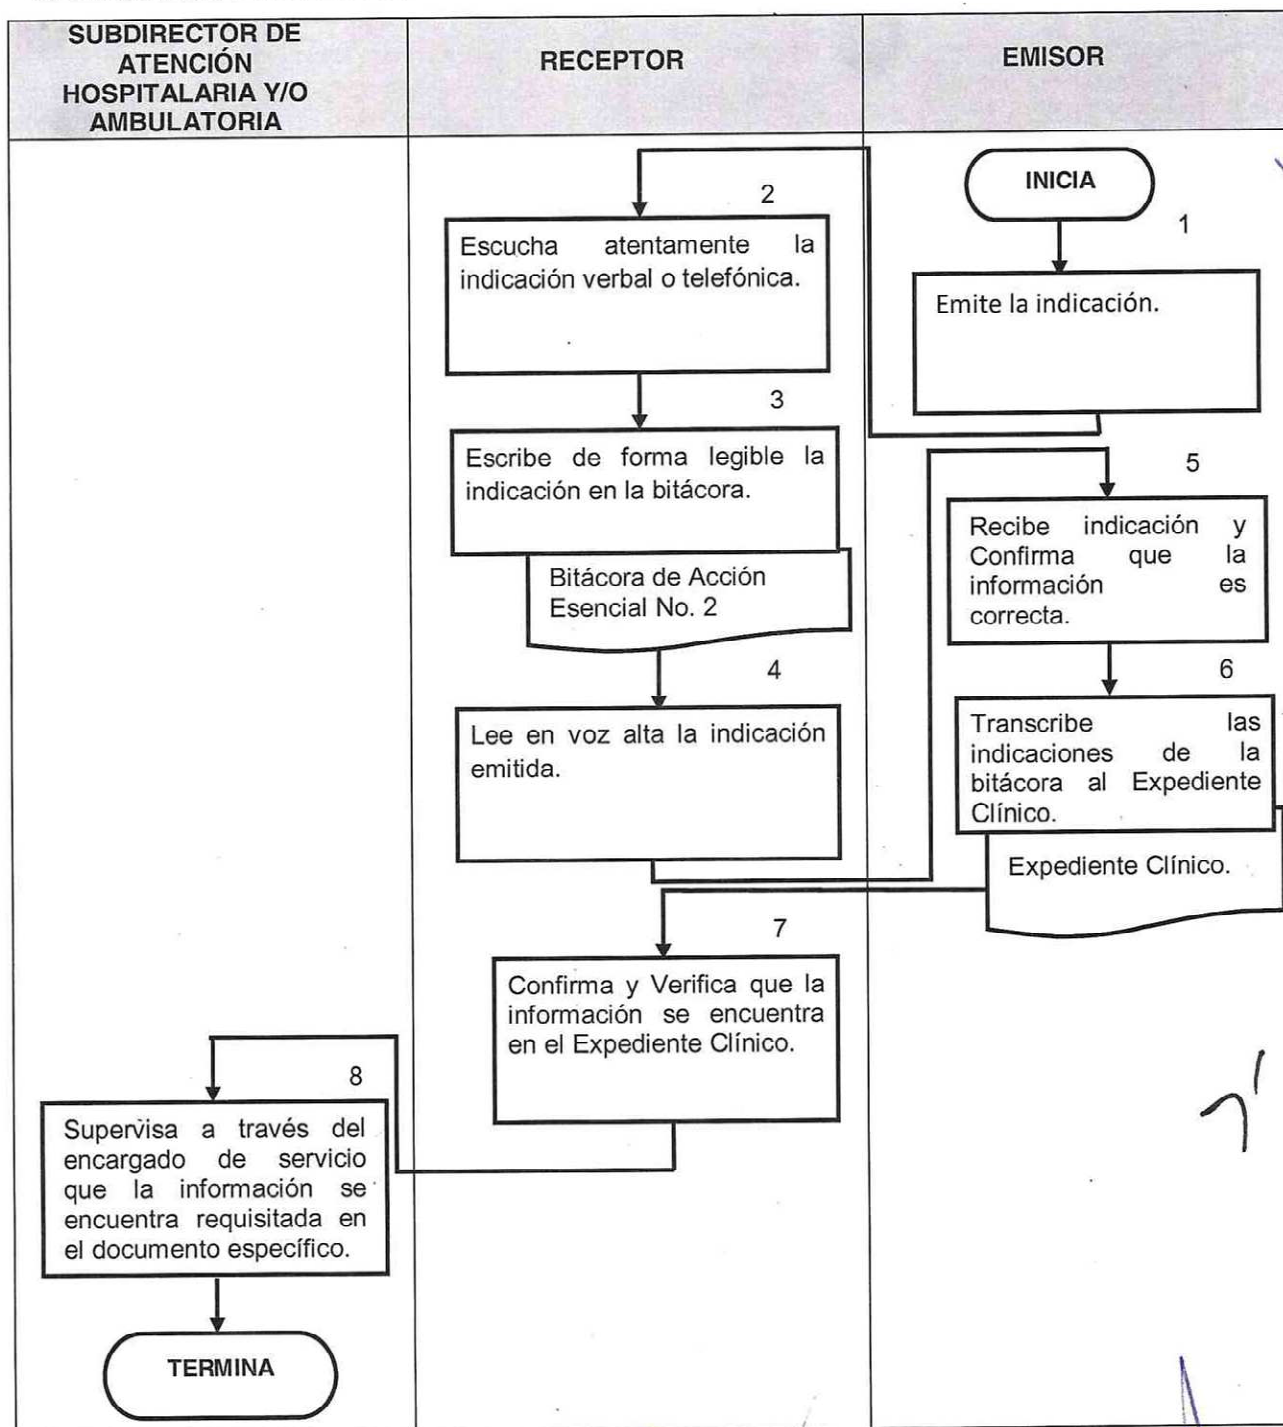 SUBDIRECTOR DE
ATENCIÓN
HOSPITALARIA Y/O
AMBULATORIA
RECEPTOR
EMISOR
INICIA
1
Emite la indicación.
2
Escucha atentamente la
indicación verbal o telefónica.
3
Escribe de forma legible la
indicación en la bitácora.
Bitácora de Acción
Esencial No. 2
4
Lee en voz alta la indicación
emitida.
5
Recibe indicación y
Confirma que la
información es
correcta.
6
Transcribe las
indicaciones de la
bitácora al Expediente
Clínico.
Expediente Clínico.
7
Confirma y Verifica que la
información se encuentra
en el Expediente Clínico.
8
Supervisa a través del
encargado de servicio
que la información se
encuentra requisitada en
el documento específico.
TERMINA